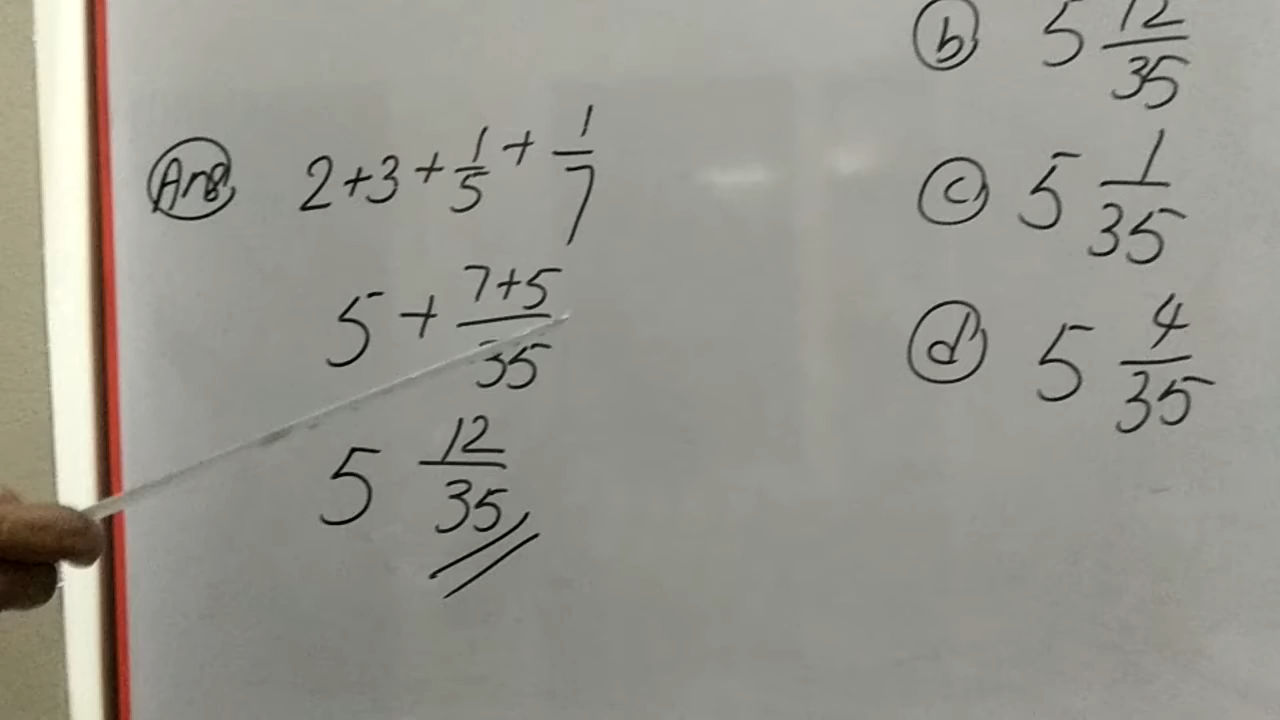 (b) 5 12/35
(Ans) 2+3+1/5+1/7
(c) 5 1/35
5+(7+5)/35
(d) 5 4/35
5 12/35